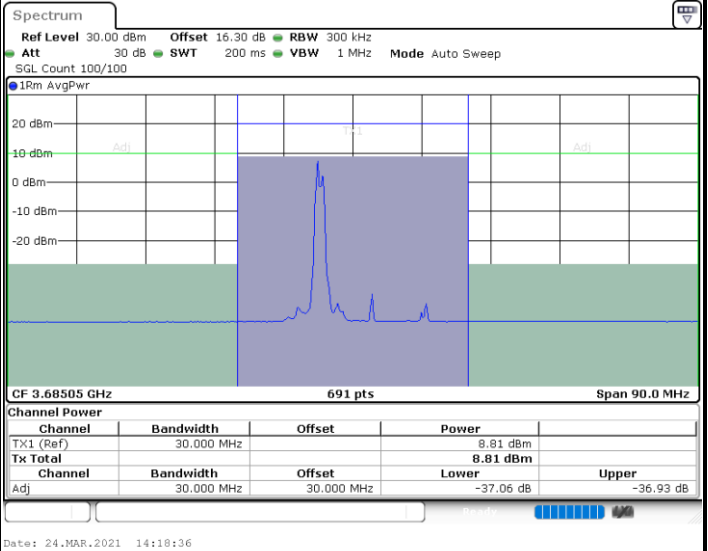 Spectrum
Ref Level 30.00 dBm Offset 16.30 dB RBW 300 kHz
Att 30 dB SWT 200 ms VBW 1 MHz Mode Auto Sweep
SGL Count 100/100
1Rm AvgPwr
20 dBm
TX1
Adj Adj
10 dBm
0 dBm
-10 dBm
-20 dBm
CF 3.68505 GHz 691 pts Span 90.0 MHz
Channel Power
Channel Bandwidth Offset Power
TX1 (Ref) 30.000 MHz 8.81 dBm
Tx Total 8.81 dBm
Channel Bandwidth Offset Lower Upper
Adj 30.000 MHz 30.000 MHz -37.06 dB -36.93 dB
Ready
Date: 24.MAR.2021 14:18:36